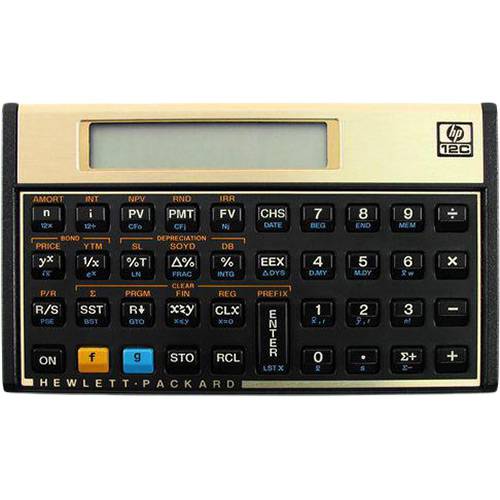 hp
12C
AMORT INT NPV RND IRR
n i PV PMT FV CHS 7 8 9 ÷
12× 12÷ CFo CFj Nj DATE BEG END MEM
BOND DEPRECIATION
PRICE YTM SL SOYD DB
yˣ 1/x %T Δ% % EEX 4 5 6 ×
√x eˣ LN FRAC INTG ΔDYS D.MY M.DY x̄w
CLEAR
P/R Σ PRGM FIN REG PREFIX
R/S SST R↓ x≷y CLX ENTER 1 2 3 −
PSE BST GTO x≤y x=0 LST X x̂,r ŷ,r n!
ON f g STO RCL 0 · Σ+ +
x̄ s Σ−
HEWLETT·PACKARD